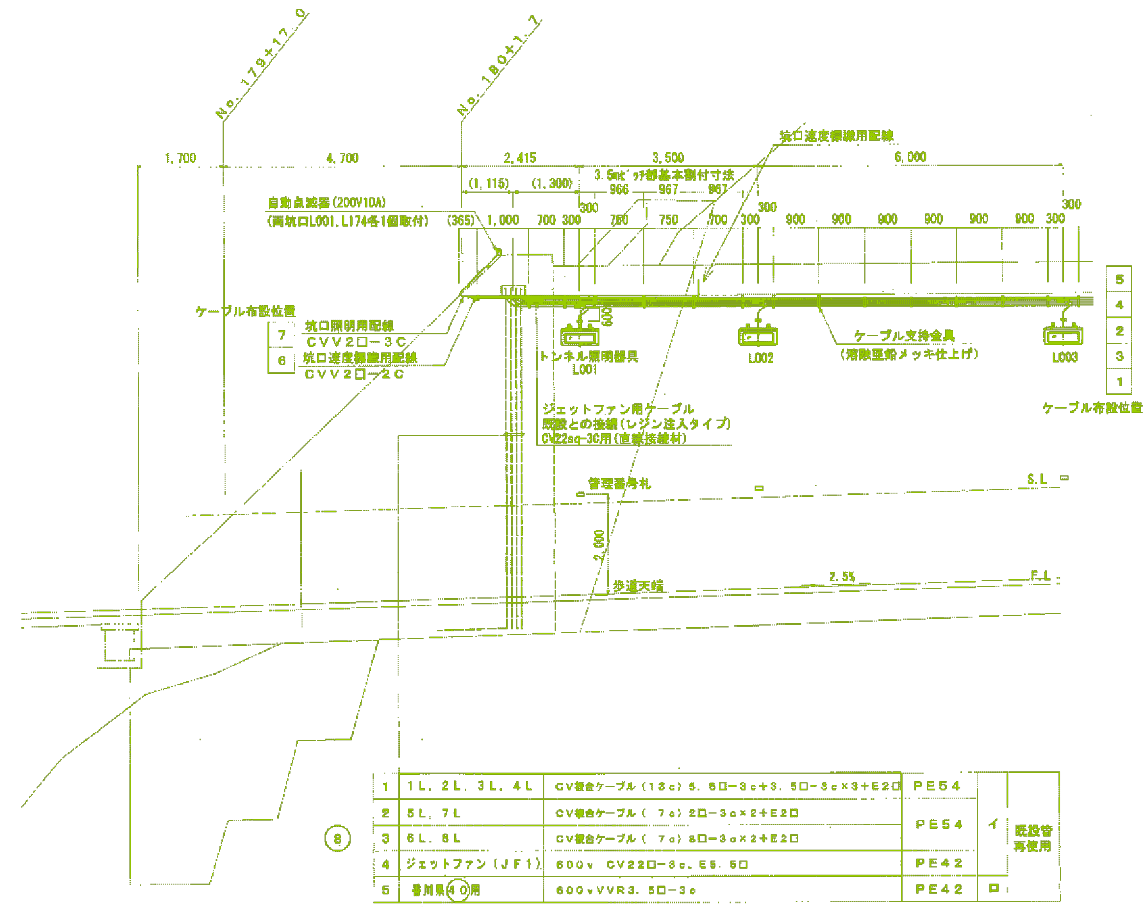 No. 179+17.0
No. 180+1.7
坑口速度標識用配線
1,700
4,700
2,415
3,500
6,000
3.5mピッチ部基本割付寸法
(1,115)
(1,300)
966
967
967
自動点滅器(200V10A)
(両坑口L001,L174各1個取付)
(365)
1,000
700
300
300
750
750
700
300
300
900
900
900
900
900
900
300
300
5
4
2
3
1
ケーブル布設位置
ケーブル布設位置
7
坑口照明用配線
CVV2□-3C
6
坑口速度標識用配線
CVV2□-2C
600
トンネル照明器具
L001
L002
L003
ケーブル支持金具
(溶融亜鉛メッキ仕上げ)
ジェットファン用ケーブル
既設との接続(レジン注入タイプ)
CV22sq-3C用(直線接続材)
管理番号札
S.L
2,000
歩道天端
2.5%
F.L
8
1 1L, 2L, 3L, 4L CV複合ケーブル(13c) 5.5□-3c+3.5□-3c×3+E2□ PE54
2 5L, 7L CV複合ケーブル( 7c) 2□-3c×2+E2□
3 6L, 8L CV複合ケーブル( 7c) 8□-3c×2+E2□
PE54 イ
既設管
再使用
4 ジェットファン(JF1) 600v CV22□-3c, E5.5□ PE42
5 600vVVR3.5□-3c PE42 ロ